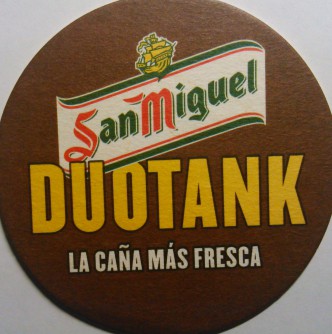 San Miguel
DUOTANK
LA CAÑA MÁS FRESCA